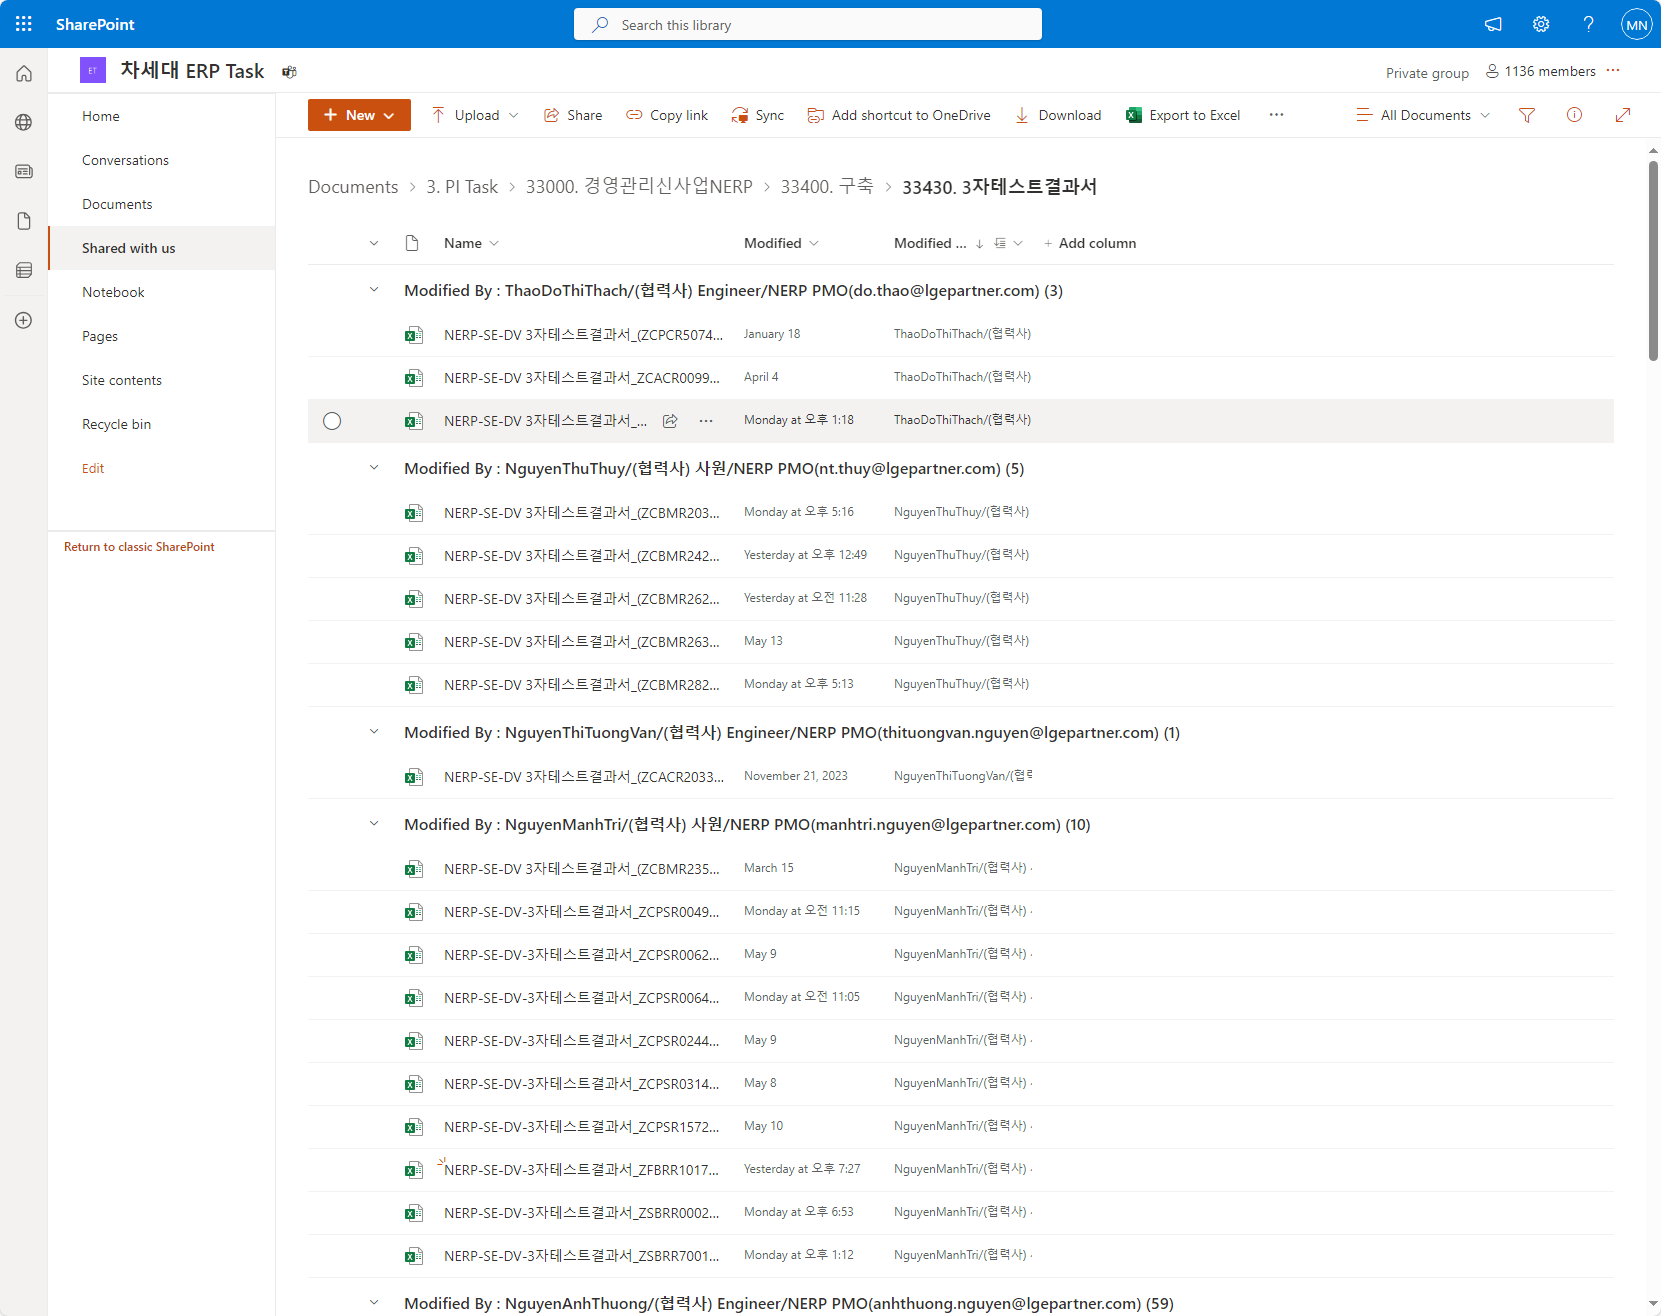 SharePoint
Search this library
MN
ET
차세대 ERP Task
Private group
1136 members
Home
Conversations
Documents
Shared with us
Notebook
Pages
Site contents
Recycle bin
Edit
Return to classic SharePoint
New
Upload
Share
Copy link
Sync
Add shortcut to OneDrive
Download
Export to Excel
...
All Documents
Documents > 3. PI Task > 33000. 경영관리신사업NERP > 33400. 구축 > 33430. 3자테스트결과서
Name Modified Modified ... + Add column
Modified By : ThaoDoThiThach/(협력사) Engineer/NERP PMO(do.thao@lgepartner.com) (3)
NERP-SE-DV 3자테스트결과서_(ZCPCR5074... January 18 ThaoDoThiThach/(협력사)
NERP-SE-DV 3자테스트결과서_ZCACR0099... April 4 ThaoDoThiThach/(협력사)
NERP-SE-DV 3자테스트결과서_... ... Monday at 오후 1:18 ThaoDoThiThach/(협력사)
Modified By : NguyenThuThuy/(협력사) 사원/NERP PMO(nt.thuy@lgepartner.com) (5)
NERP-SE-DV 3자테스트결과서_(ZCBMR203... Monday at 오후 5:16 NguyenThuThuy/(협력사)
NERP-SE-DV 3자테스트결과서_(ZCBMR242... Yesterday at 오후 12:49 NguyenThuThuy/(협력사)
NERP-SE-DV 3자테스트결과서_(ZCBMR262... Yesterday at 오전 11:28 NguyenThuThuy/(협력사)
NERP-SE-DV 3자테스트결과서_(ZCBMR263... May 13 NguyenThuThuy/(협력사)
NERP-SE-DV 3자테스트결과서_(ZCBMR282... Monday at 오후 5:13 NguyenThuThuy/(협력사)
Modified By : NguyenThiTuongVan/(협력사) Engineer/NERP PMO(thituongvan.nguyen@lgepartner.com) (1)
NERP-SE-DV 3자테스트결과서_(ZCACR2033... November 21, 2023 NguyenThiTuongVan/(협
Modified By : NguyenManhTri/(협력사) 사원/NERP PMO(manhtri.nguyen@lgepartner.com) (10)
NERP-SE-DV 3자테스트결과서_(ZCBMR235... March 15 NguyenManhTri/(협력사)
NERP-SE-DV-3자테스트결과서_ZCPSR0049... Monday at 오전 11:15 NguyenManhTri/(협력사)
NERP-SE-DV-3자테스트결과서_ZCPSR0062... May 9 NguyenManhTri/(협력사)
NERP-SE-DV-3자테스트결과서_ZCPSR0064... Monday at 오전 11:05 NguyenManhTri/(협력사)
NERP-SE-DV-3자테스트결과서_ZCPSR0244... May 9 NguyenManhTri/(협력사)
NERP-SE-DV-3자테스트결과서_ZCPSR0314... May 8 NguyenManhTri/(협력사)
NERP-SE-DV-3자테스트결과서_ZCPSR1572... May 10 NguyenManhTri/(협력사)
NERP-SE-DV-3자테스트결과서_ZFBRR1017... Yesterday at 오후 7:27 NguyenManhTri/(협력사)
NERP-SE-DV-3자테스트결과서_ZSBRR0002... Monday at 오후 6:53 NguyenManhTri/(협력사)
NERP-SE-DV-3자테스트결과서_ZSBRR7001... Monday at 오후 1:12 NguyenManhTri/(협력사)
Modified By : NguyenAnhThuong/(협력사) Engineer/NERP PMO(anhthuong.nguyen@lgepartner.com) (59)